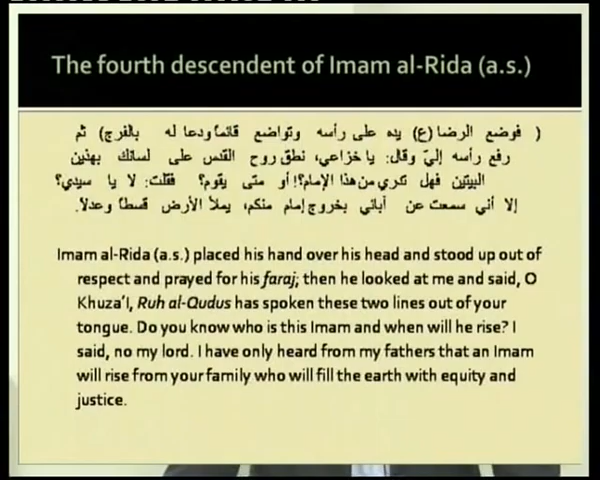 The fourth descendent of Imam al-Rida (a.s.)
( فوضع الرضا (ع) يده على رأسه وتواضع قائماً ودعا له بالفرج) ثم
رفع رأسه إليّ وقال: يا خزاعي، نطق روح القدس على لسانك بهذين
البيتين فهل تدري من هذا الإمام؟! أو متى يقوم؟ فقلت: لا يا سيدي؟
إلا أني سمعت عن آبائي بخروج إمام منكم، يملأ الأرض قسطاً وعدلاً.
Imam al-Rida (a.s.) placed his hand over his head and stood up out of
respect and prayed for his faraj; then he looked at me and said, O
Khuza'I, Ruh al-Qudus has spoken these two lines out of your
tongue. Do you know who is this Imam and when will he rise? I
said, no my lord. I have only heard from my fathers that an Imam
will rise from your family who will fill the earth with equity and
justice.